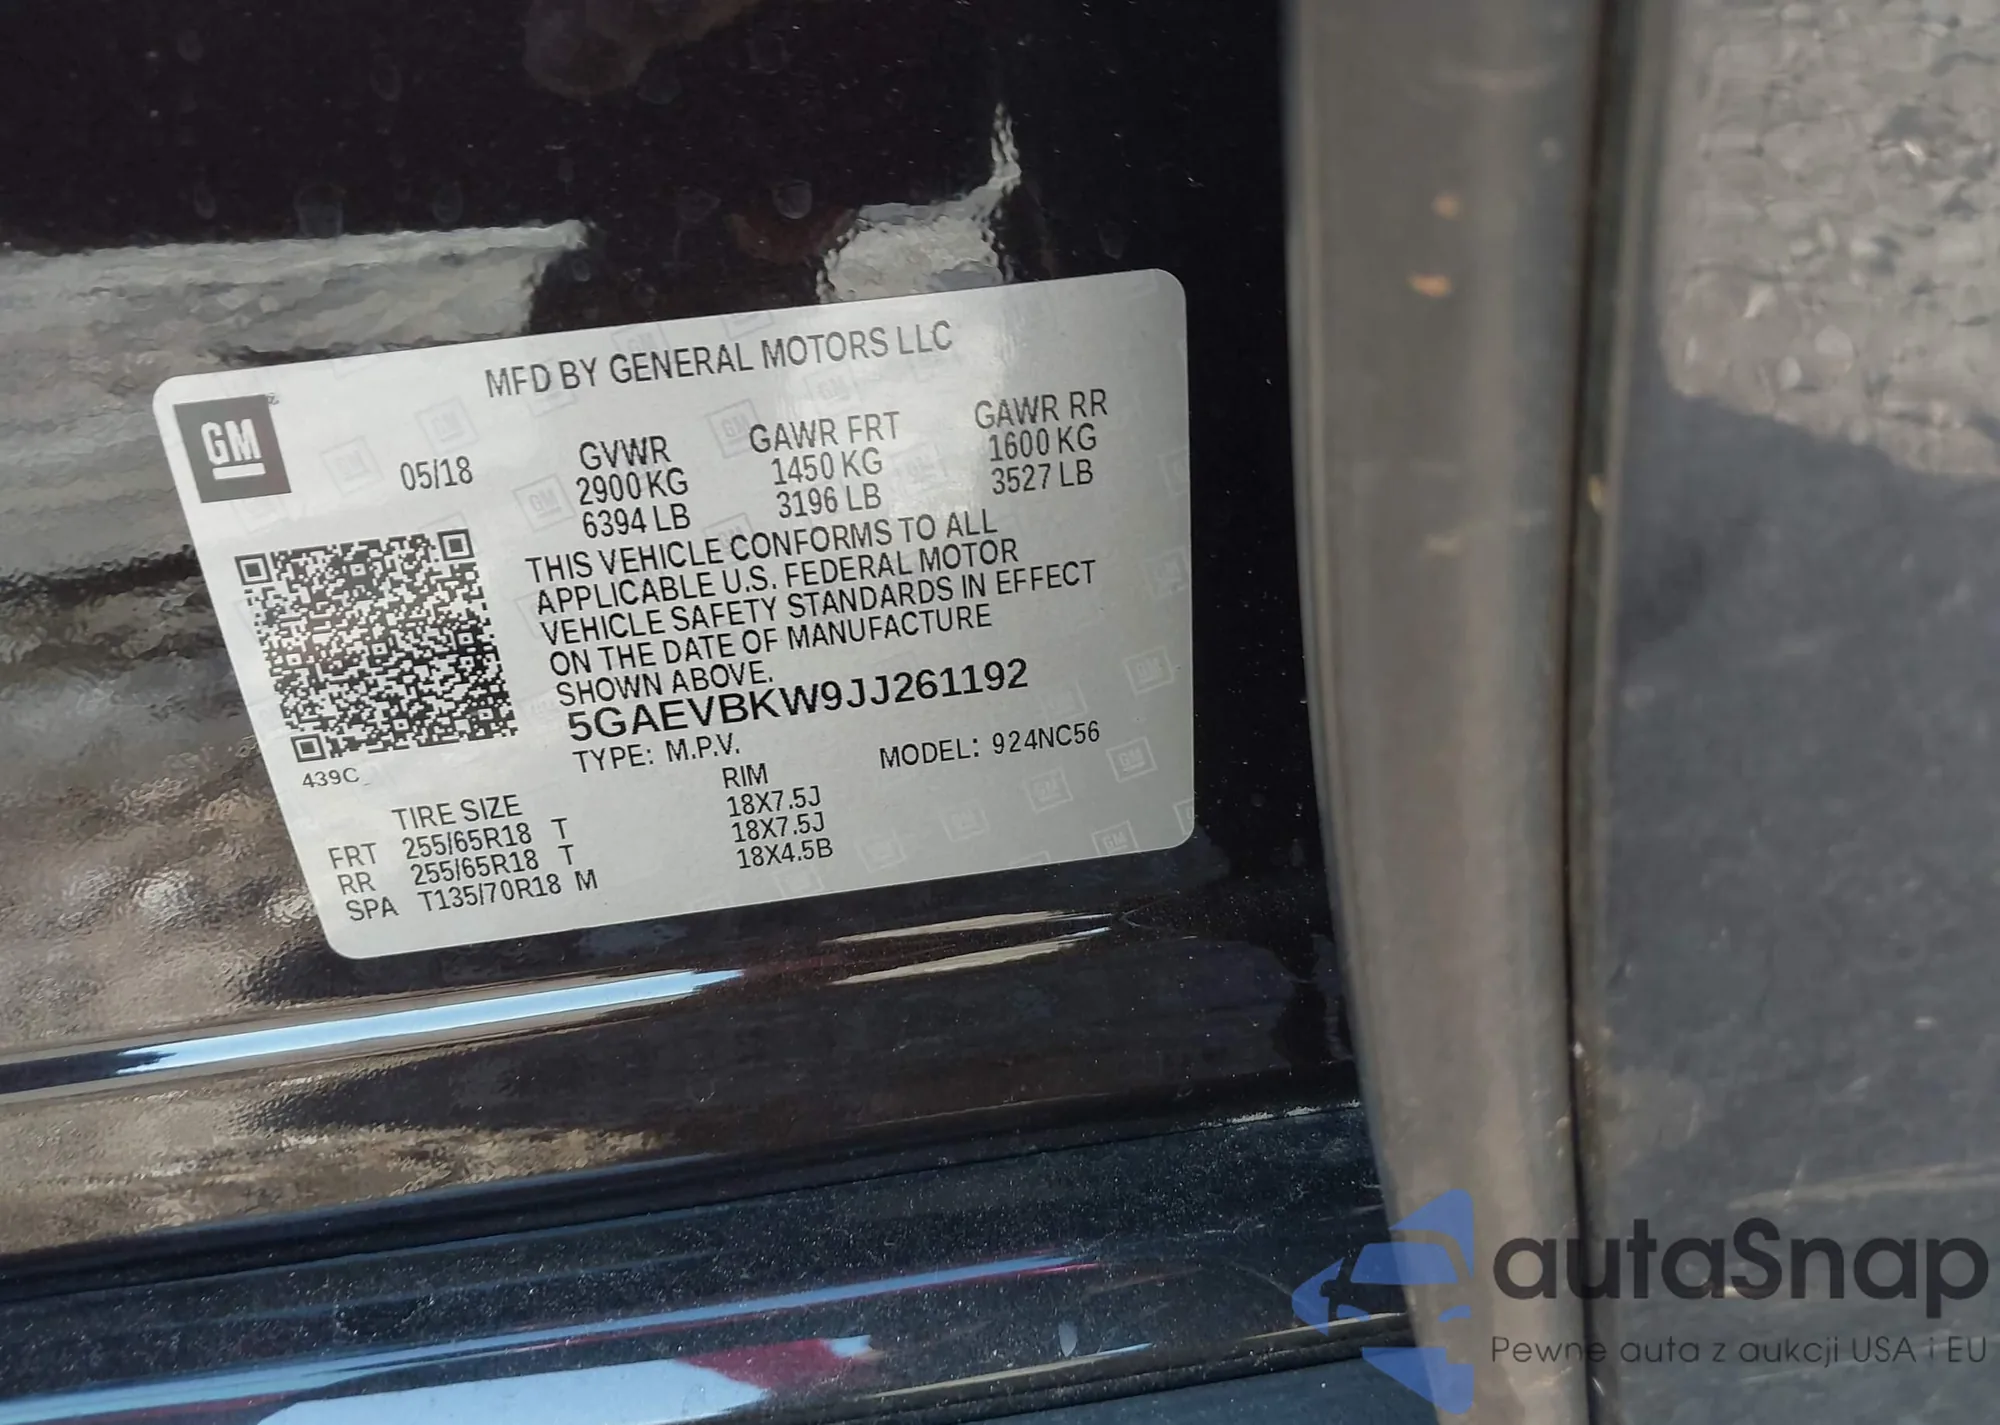 MFD BY GENERAL MOTORS LLC
GM
05/18
GVWR
2900 KG
6394 LB
GAWR FRT
1450 KG
3196 LB
GAWR RR
1600 KG
3527 LB
THIS VEHICLE CONFORMS TO ALL
APPLICABLE U.S. FEDERAL MOTOR
VEHICLE SAFETY STANDARDS IN EFFECT
ON THE DATE OF MANUFACTURE
SHOWN ABOVE.
5GAEVBKW9JJ261192
TYPE: M.P.V.
MODEL: 924NC56
439C_
TIRE SIZE RIM
FRT 255/65R18 T 18X7.5J
RR 255/65R18 T 18X7.5J
SPA T135/70R18 M 18X4.5B
autaSnap
Pewne auta z aukcji USA i EU